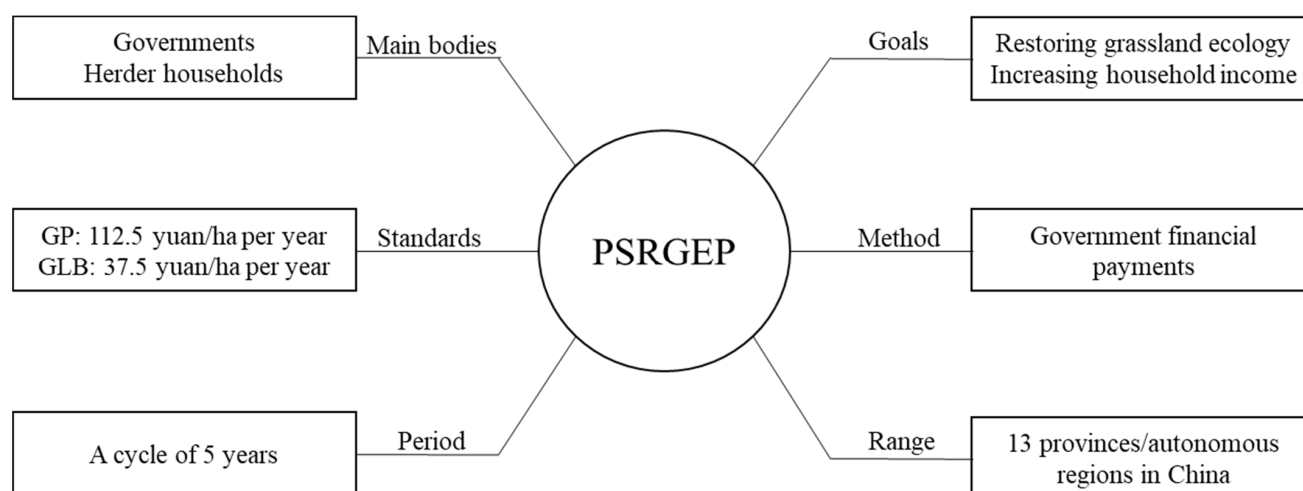 Governments
Herder households
Main bodies
Goals
Restoring grassland ecology
Increasing household income
GP: 112.5 yuan/ha per year
GLB: 37.5 yuan/ha per year
Standards
PSRGEP
Method
Government financial
payments
A cycle of 5 years
Period
Range
13 provinces/autonomous
regions in China